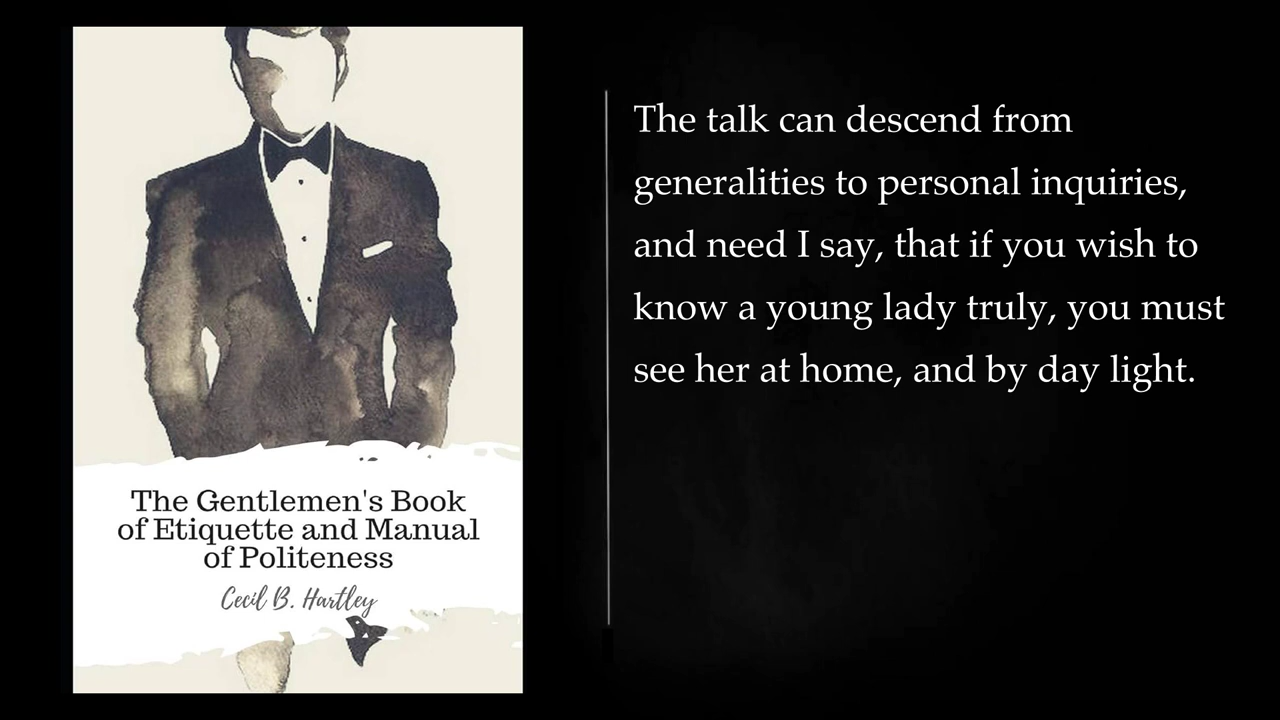 The Gentlemen's Book
of Etiquette and Manual
of Politeness
Cecil B. Hartley
The talk can descend from
generalities to personal inquiries,
and need I say, that if you wish to
know a young lady truly, you must
see her at home, and by day light.